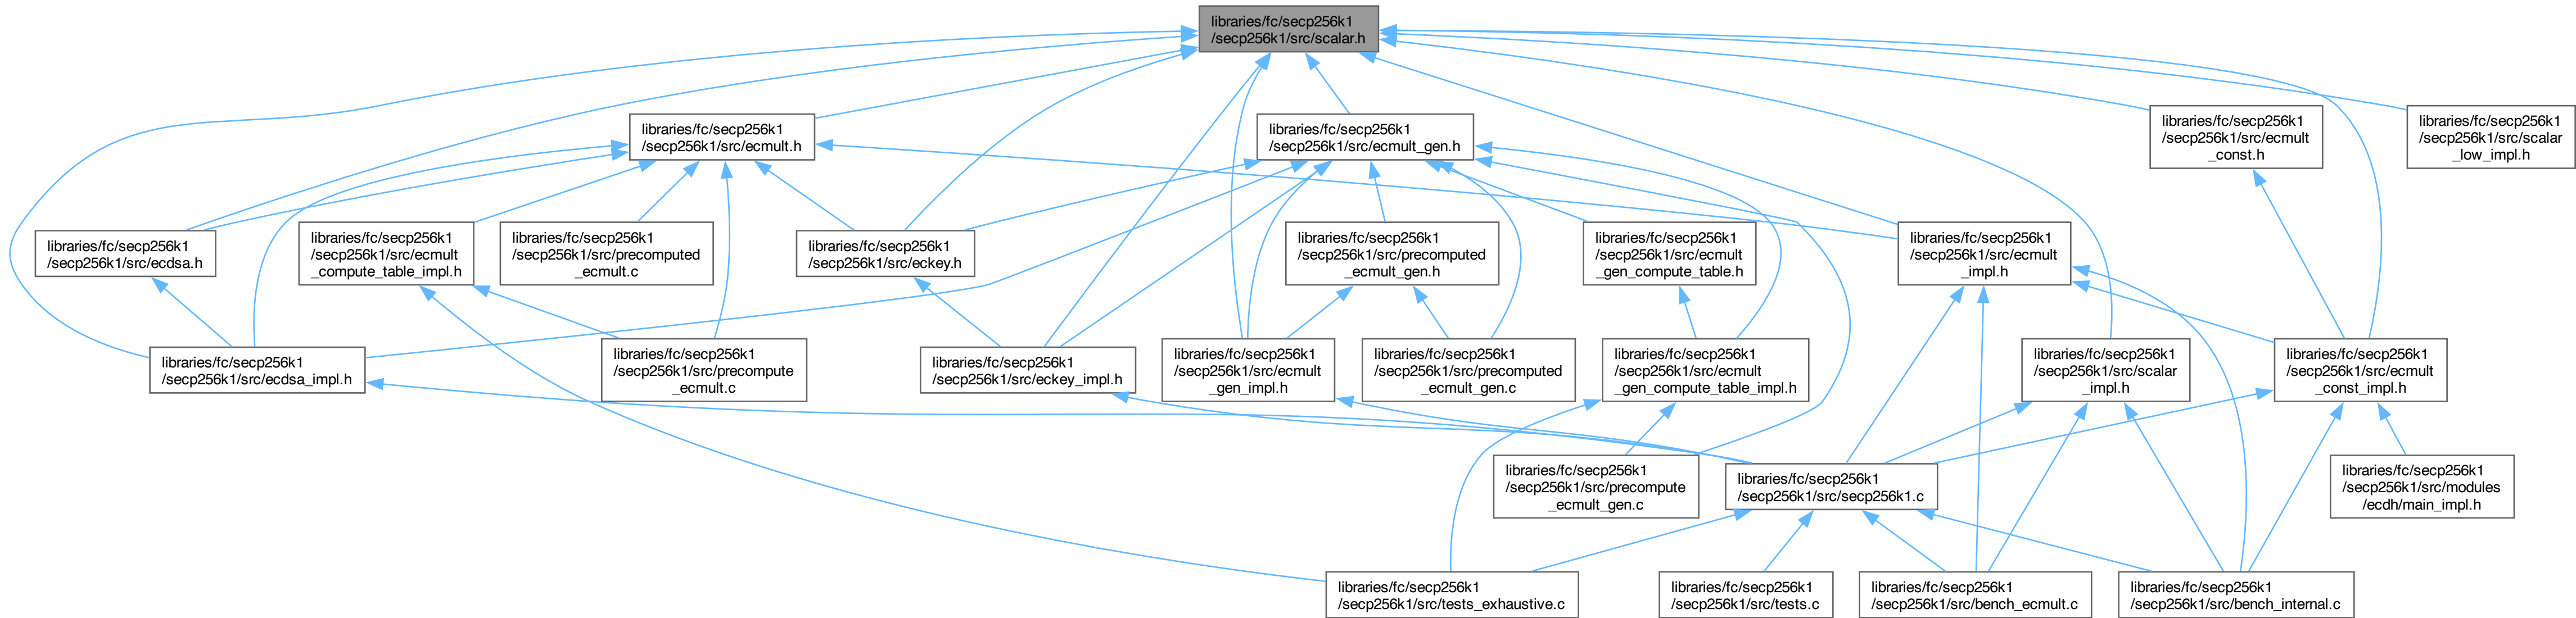 libraries/fc/secp256k1
/secp256k1/src/scalar.h
libraries/fc/secp256k1
/secp256k1/src/ecmult.h
libraries/fc/secp256k1
/secp256k1/src/ecmult_gen.h
libraries/fc/secp256k1
/secp256k1/src/ecmult
_const.h
libraries/fc/secp256k1
/secp256k1/src/scalar
_low_impl.h
libraries/fc/secp256k1
/secp256k1/src/ecdsa.h
libraries/fc/secp256k1
/secp256k1/src/ecmult
_compute_table_impl.h
libraries/fc/secp256k1
/secp256k1/src/precomputed
_ecmult.c
libraries/fc/secp256k1
/secp256k1/src/eckey.h
libraries/fc/secp256k1
/secp256k1/src/precomputed
_ecmult_gen.h
libraries/fc/secp256k1
/secp256k1/src/ecmult
_gen_compute_table.h
libraries/fc/secp256k1
/secp256k1/src/ecmult
_impl.h
libraries/fc/secp256k1
/secp256k1/src/ecdsa_impl.h
libraries/fc/secp256k1
/secp256k1/src/precompute
_ecmult.c
libraries/fc/secp256k1
/secp256k1/src/eckey_impl.h
libraries/fc/secp256k1
/secp256k1/src/ecmult
_gen_impl.h
libraries/fc/secp256k1
/secp256k1/src/precomputed
_ecmult_gen.c
libraries/fc/secp256k1
/secp256k1/src/ecmult
_gen_compute_table_impl.h
libraries/fc/secp256k1
/secp256k1/src/scalar
_impl.h
libraries/fc/secp256k1
/secp256k1/src/ecmult
_const_impl.h
libraries/fc/secp256k1
/secp256k1/src/precompute
_ecmult_gen.c
libraries/fc/secp256k1
/secp256k1/src/secp256k1.c
libraries/fc/secp256k1
/secp256k1/src/modules
/ecdh/main_impl.h
libraries/fc/secp256k1
/secp256k1/src/tests_exhaustive.c
libraries/fc/secp256k1
/secp256k1/src/tests.c
libraries/fc/secp256k1
/secp256k1/src/bench_ecmult.c
libraries/fc/secp256k1
/secp256k1/src/bench_internal.c